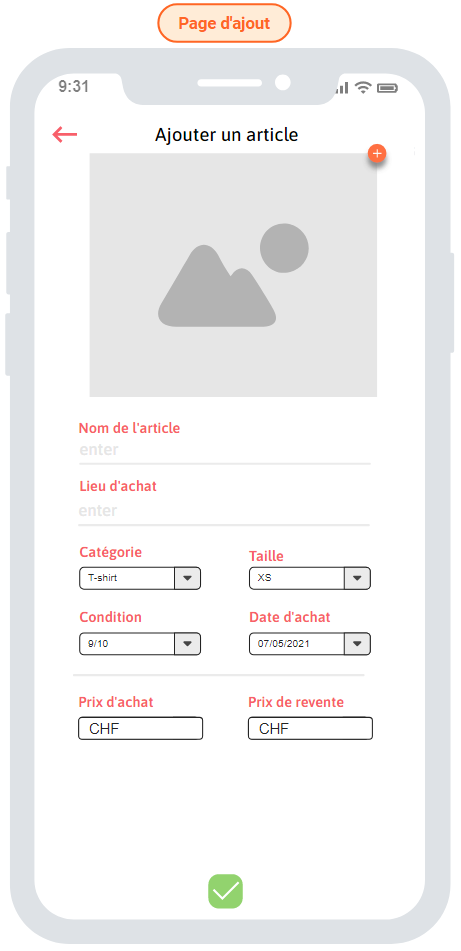 Page d'ajout
9:31
Ajouter un article
Nom de l'article
enter
Lieu d'achat
enter
Catégorie Taille
T-shirt XS
Condition Date d'achat
9/10 07/05/2021
Prix d'achat Prix de revente
CHF CHF